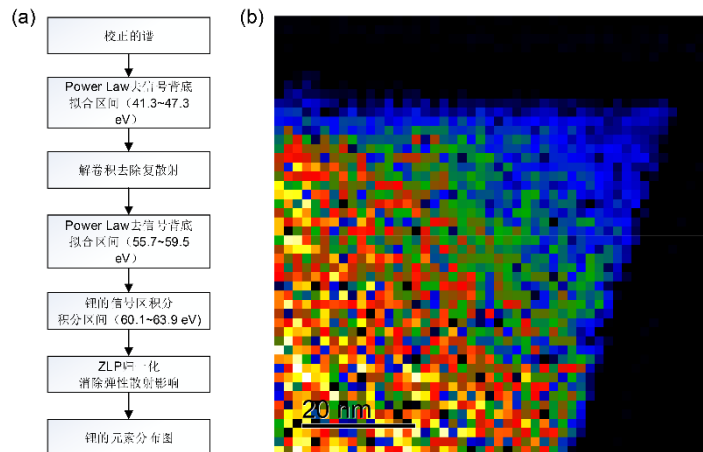 (a)
校正的谱
Power Law去信号背底
拟合区间（41.3~47.3
eV）
解卷积去除复散射
Power Law去信号背底
拟合区间（55.7~59.5
eV）
锂的信号区积分
积分区间（60.1~63.9 eV)
ZLP归一化
消除弹性散射影响
锂的元素分布图
(b)
20 nm